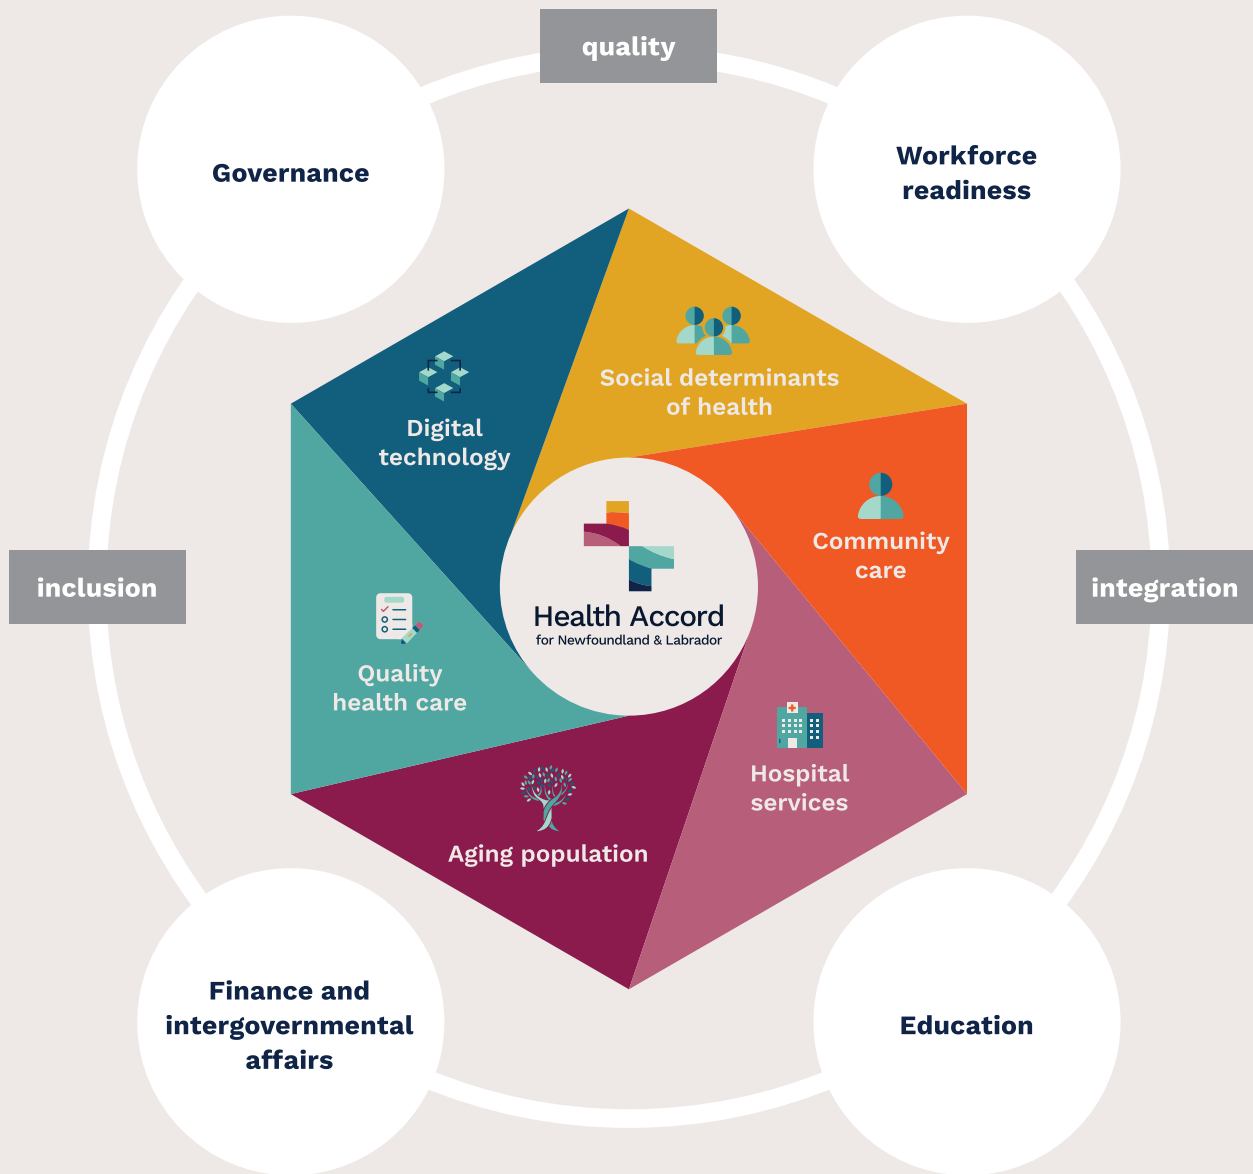 quality
Governance
Workforce
readiness
Social determinants
of health
Digital
technology
Community
care
inclusion
integration
Health Accord
for Newfoundland & Labrador
Quality
health care
Hospital
services
Aging population
Finance and
intergovernmental
affairs
Education